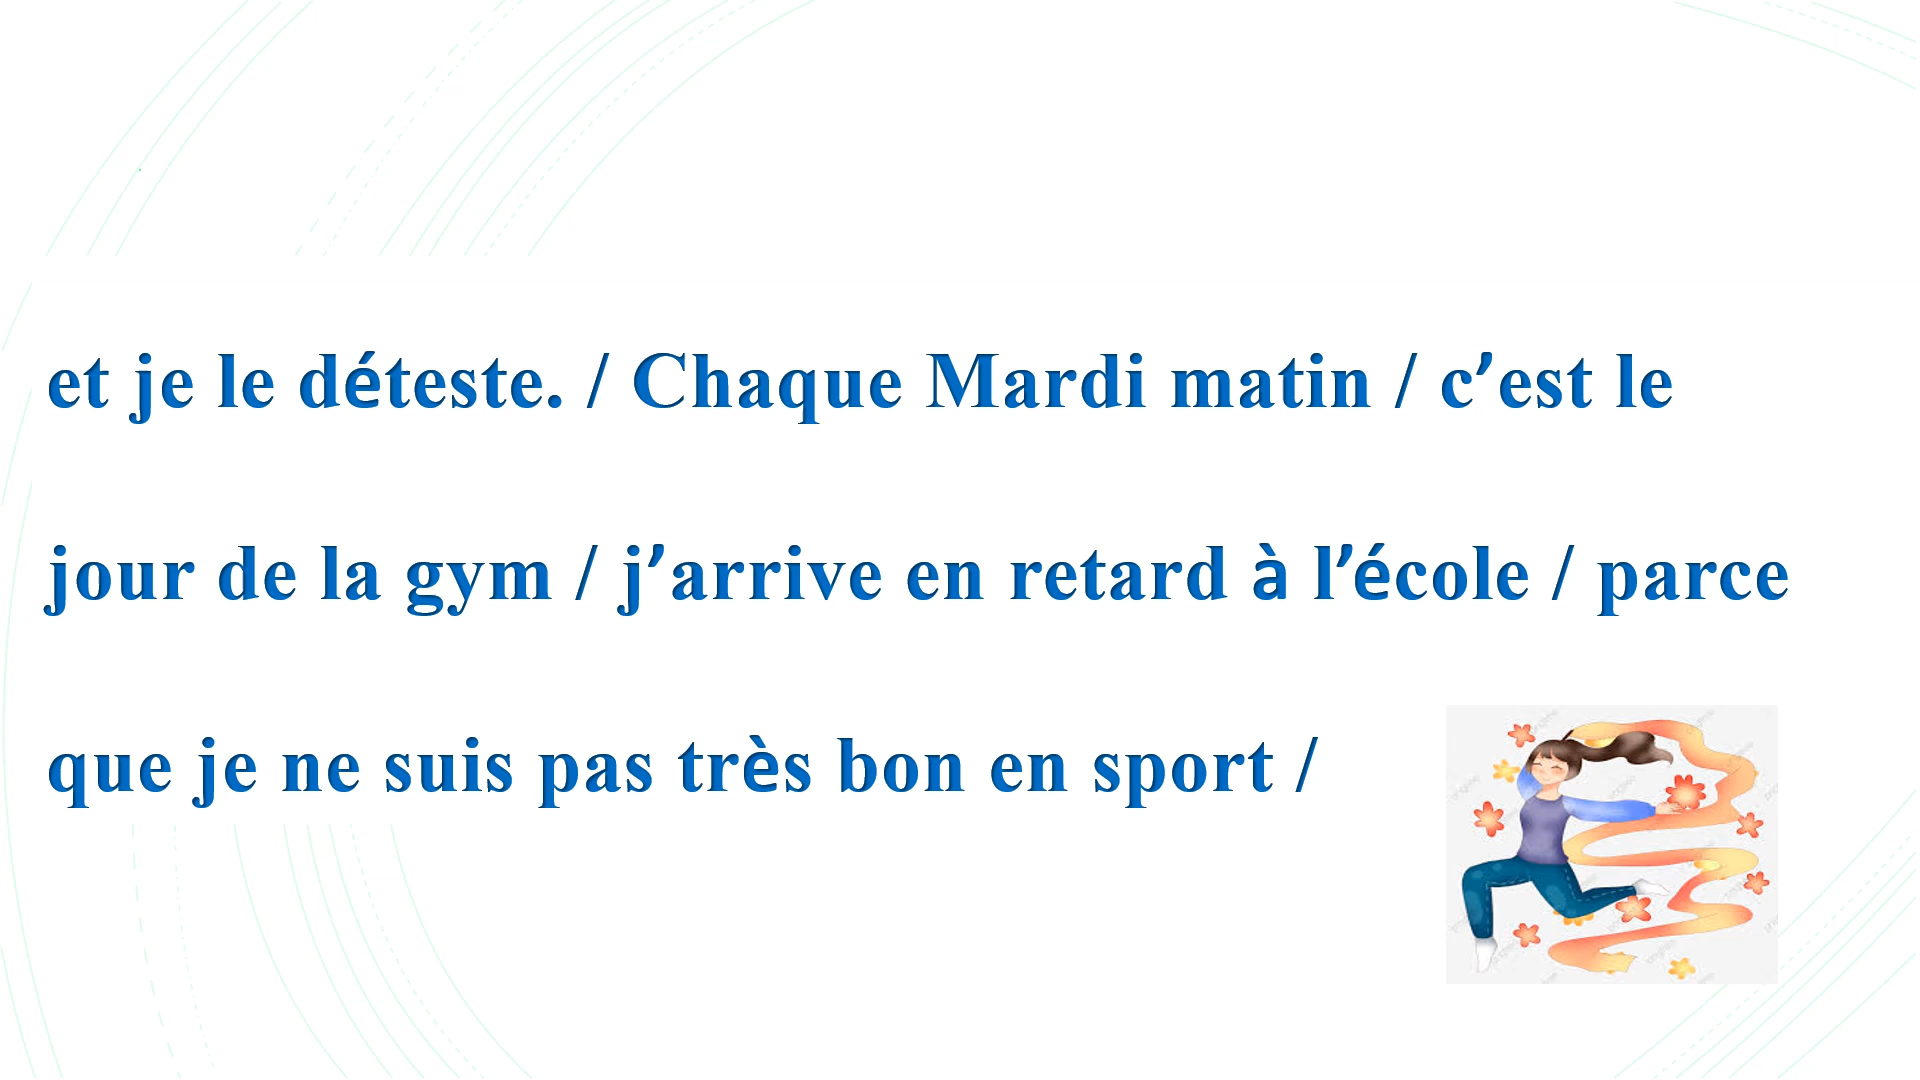 et je le déteste. / Chaque Mardi matin / c’est le
jour de la gym / j’arrive en retard à l’école / parce
que je ne suis pas très bon en sport /